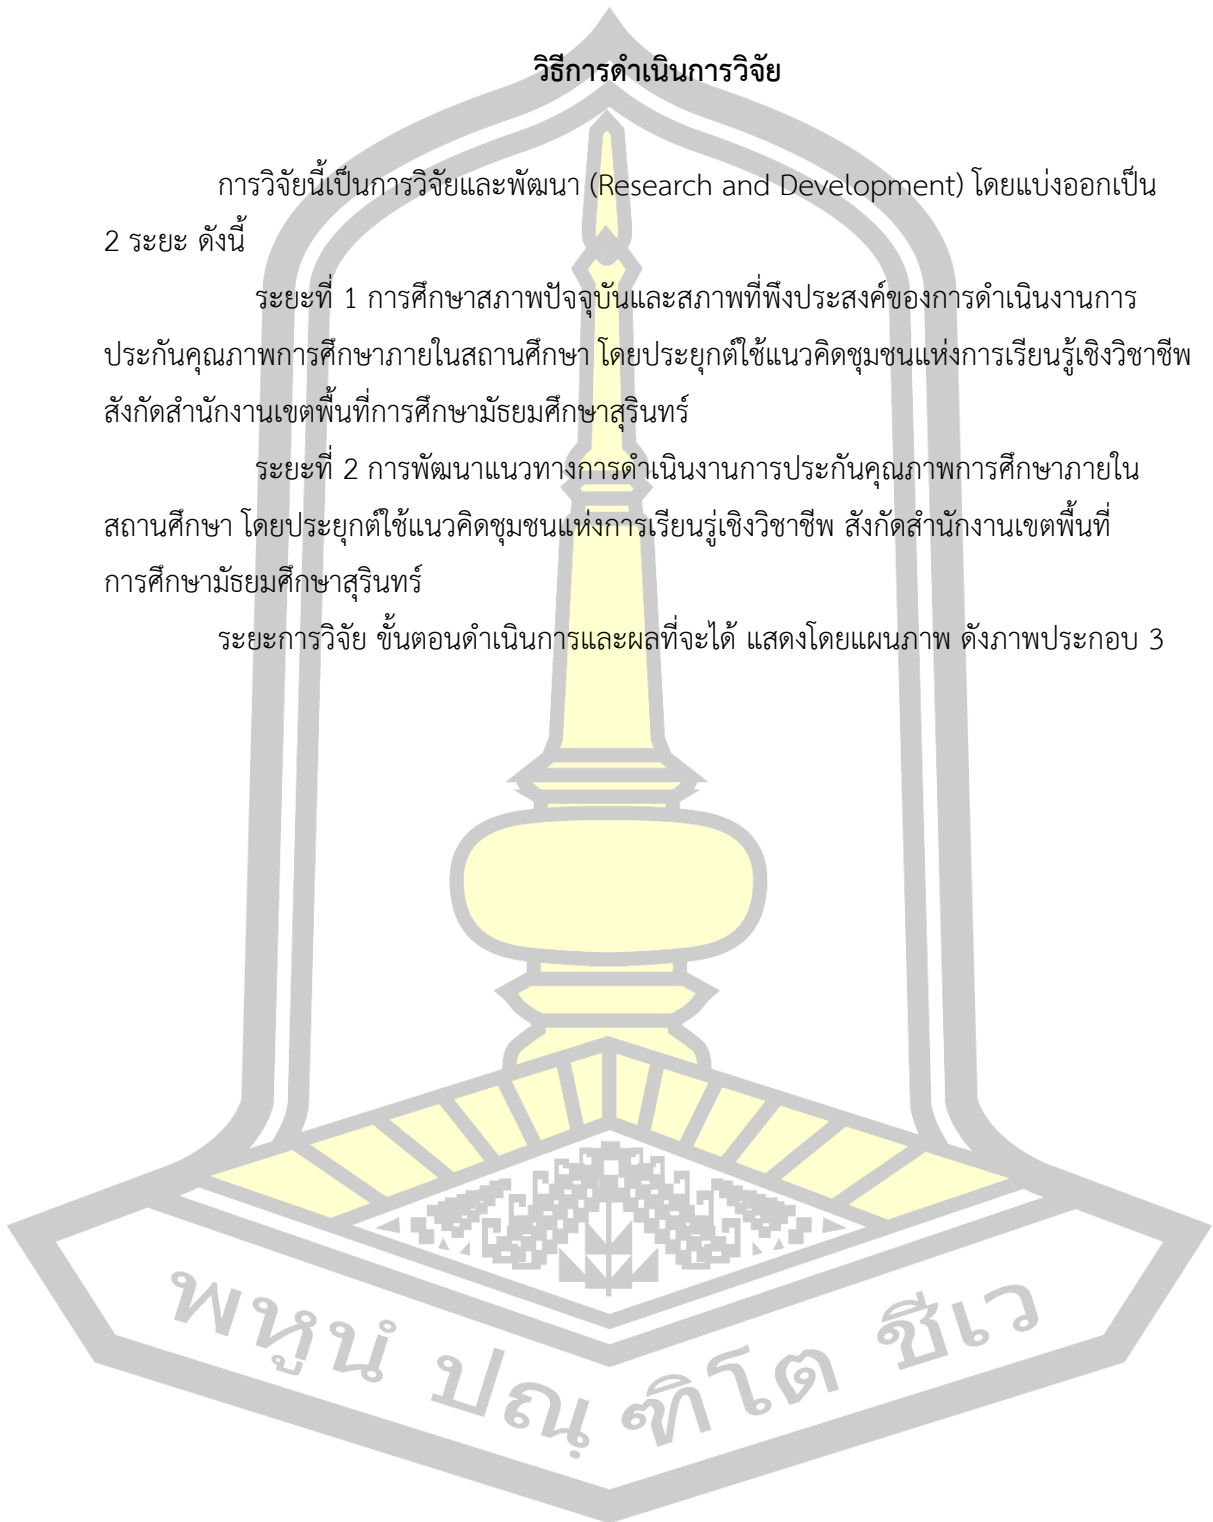 วิธีการดำเนินการวิจัย
การวิจัยนี้เป็นการวิจัยและพัฒนา (Research and Development) โดยแบ่งออกเป็น
2 ระยะ ดังนี้
ระยะที่ 1 การศึกษาสภาพปัจจุบันและสภาพที่พึงประสงค์ของการดำเนินงานการ
ประกันคุณภาพการศึกษาภายในสถานศึกษา โดยประยุกต์ใช้แนวคิดชุมชนแห่งการเรียนรู้เชิงวิชาชีพ
สังกัดสำนักงานเขตพื้นที่การศึกษามัธยมศึกษาสุรินทร์
ระยะที่ 2 การพัฒนาแนวทางการดำเนินงานการประกันคุณภาพการศึกษาภายใน
สถานศึกษา โดยประยุกต์ใช้แนวคิดชุมชนแห่งการเรียนรู่เชิงวิชาชีพ สังกัดสำนักงานเขตพื้นที่
การศึกษามัธยมศึกษาสุรินทร์
ระยะการวิจัย ขั้นตอนดำเนินการและผลที่จะได้ แสดงโดยแผนภาพ ดังภาพประกอบ 3
พหูนํ ปณฺ ฑิโต ชีเว